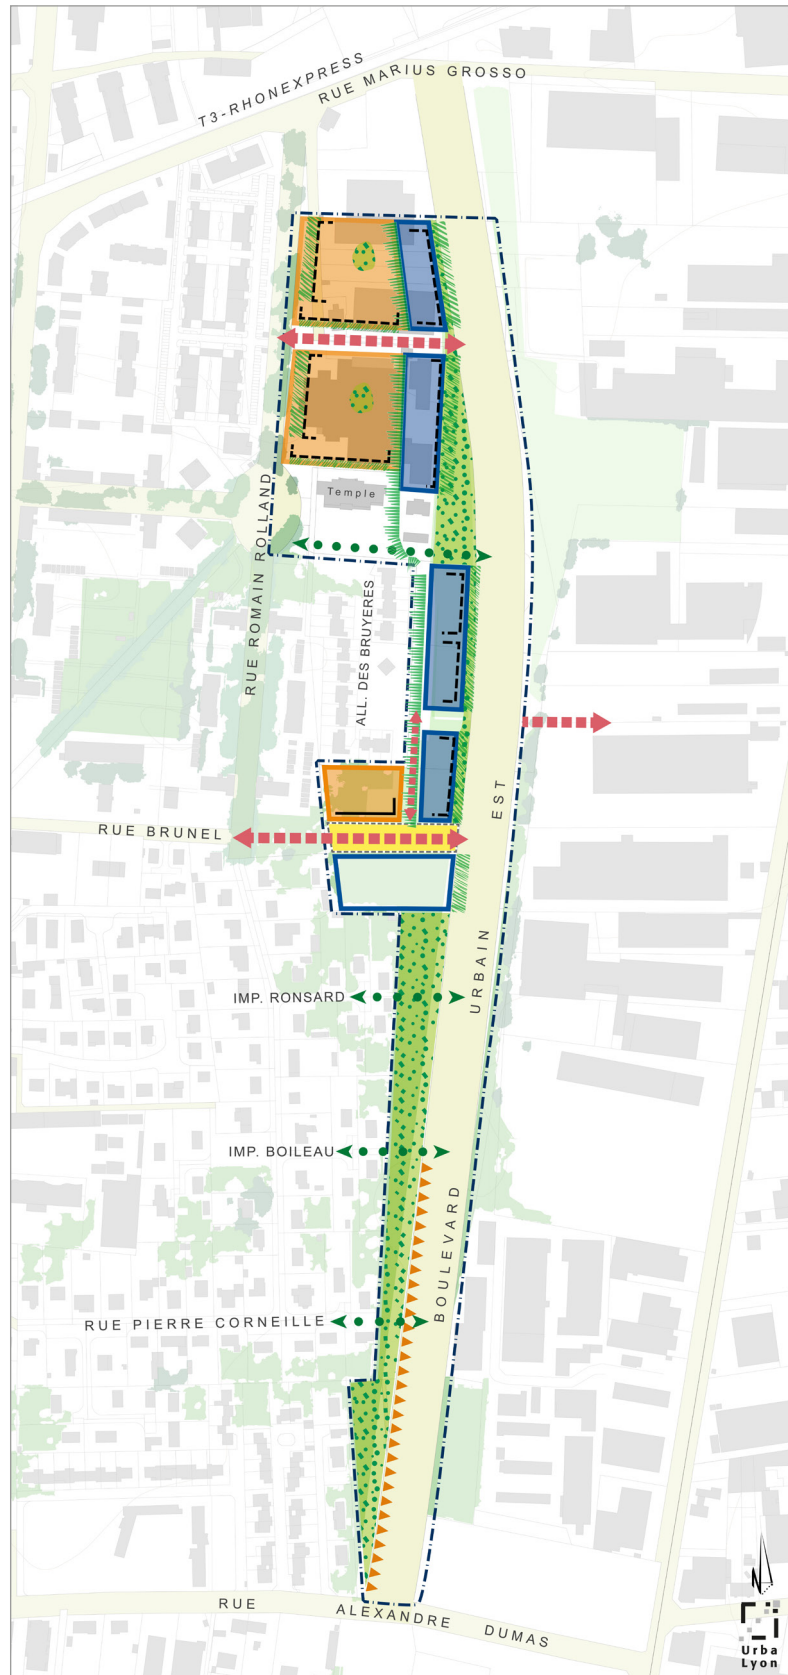 T3-RHONEXPRESS
RUE MARIUS GROSSO
Temple
RUE ROMAIN ROLLAND
ALL. DES BRUYERES
RUE BRUNEL
BOULEVARD URBAIN EST
IMP. RONSARD
IMP. BOILEAU
RUE PIERRE CORNEILLE
RUE ALEXANDRE DUMAS
N
Urba
Lyon